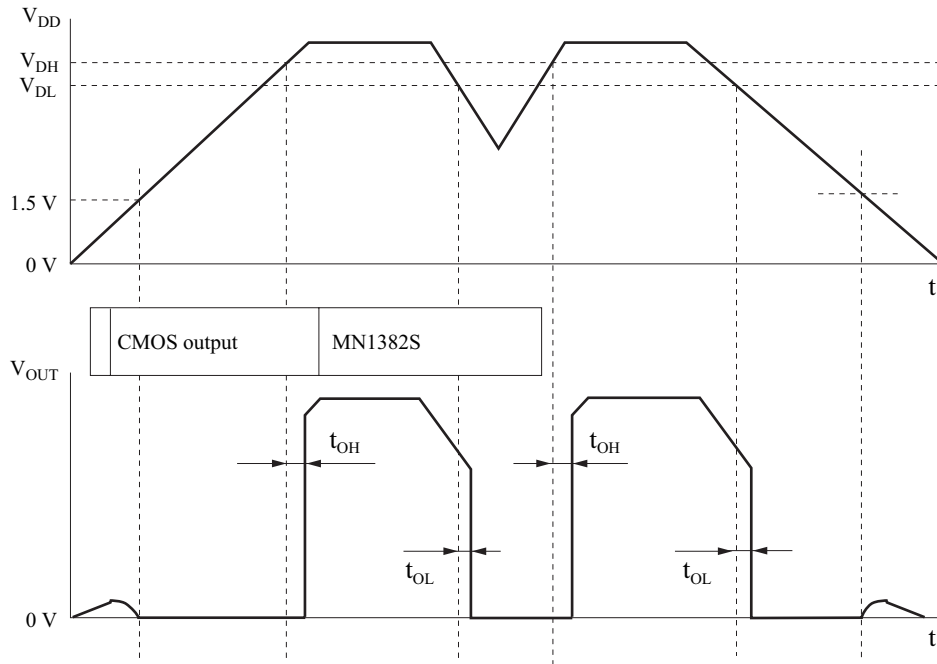 V_DD
V_DH
V_DL
1.5 V
0 V
t
CMOS output MN1382S
V_OUT
t_OH t_OH
t_OL t_OL
0 V
t